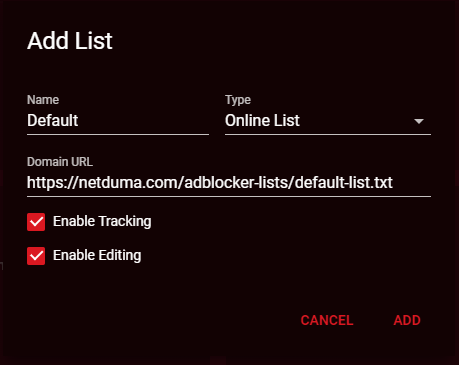 Add List
Name Type
Default Online List
Domain URL
https://netduma.com/adblocker-lists/default-list.txt
Enable Tracking
Enable Editing
CANCEL ADD